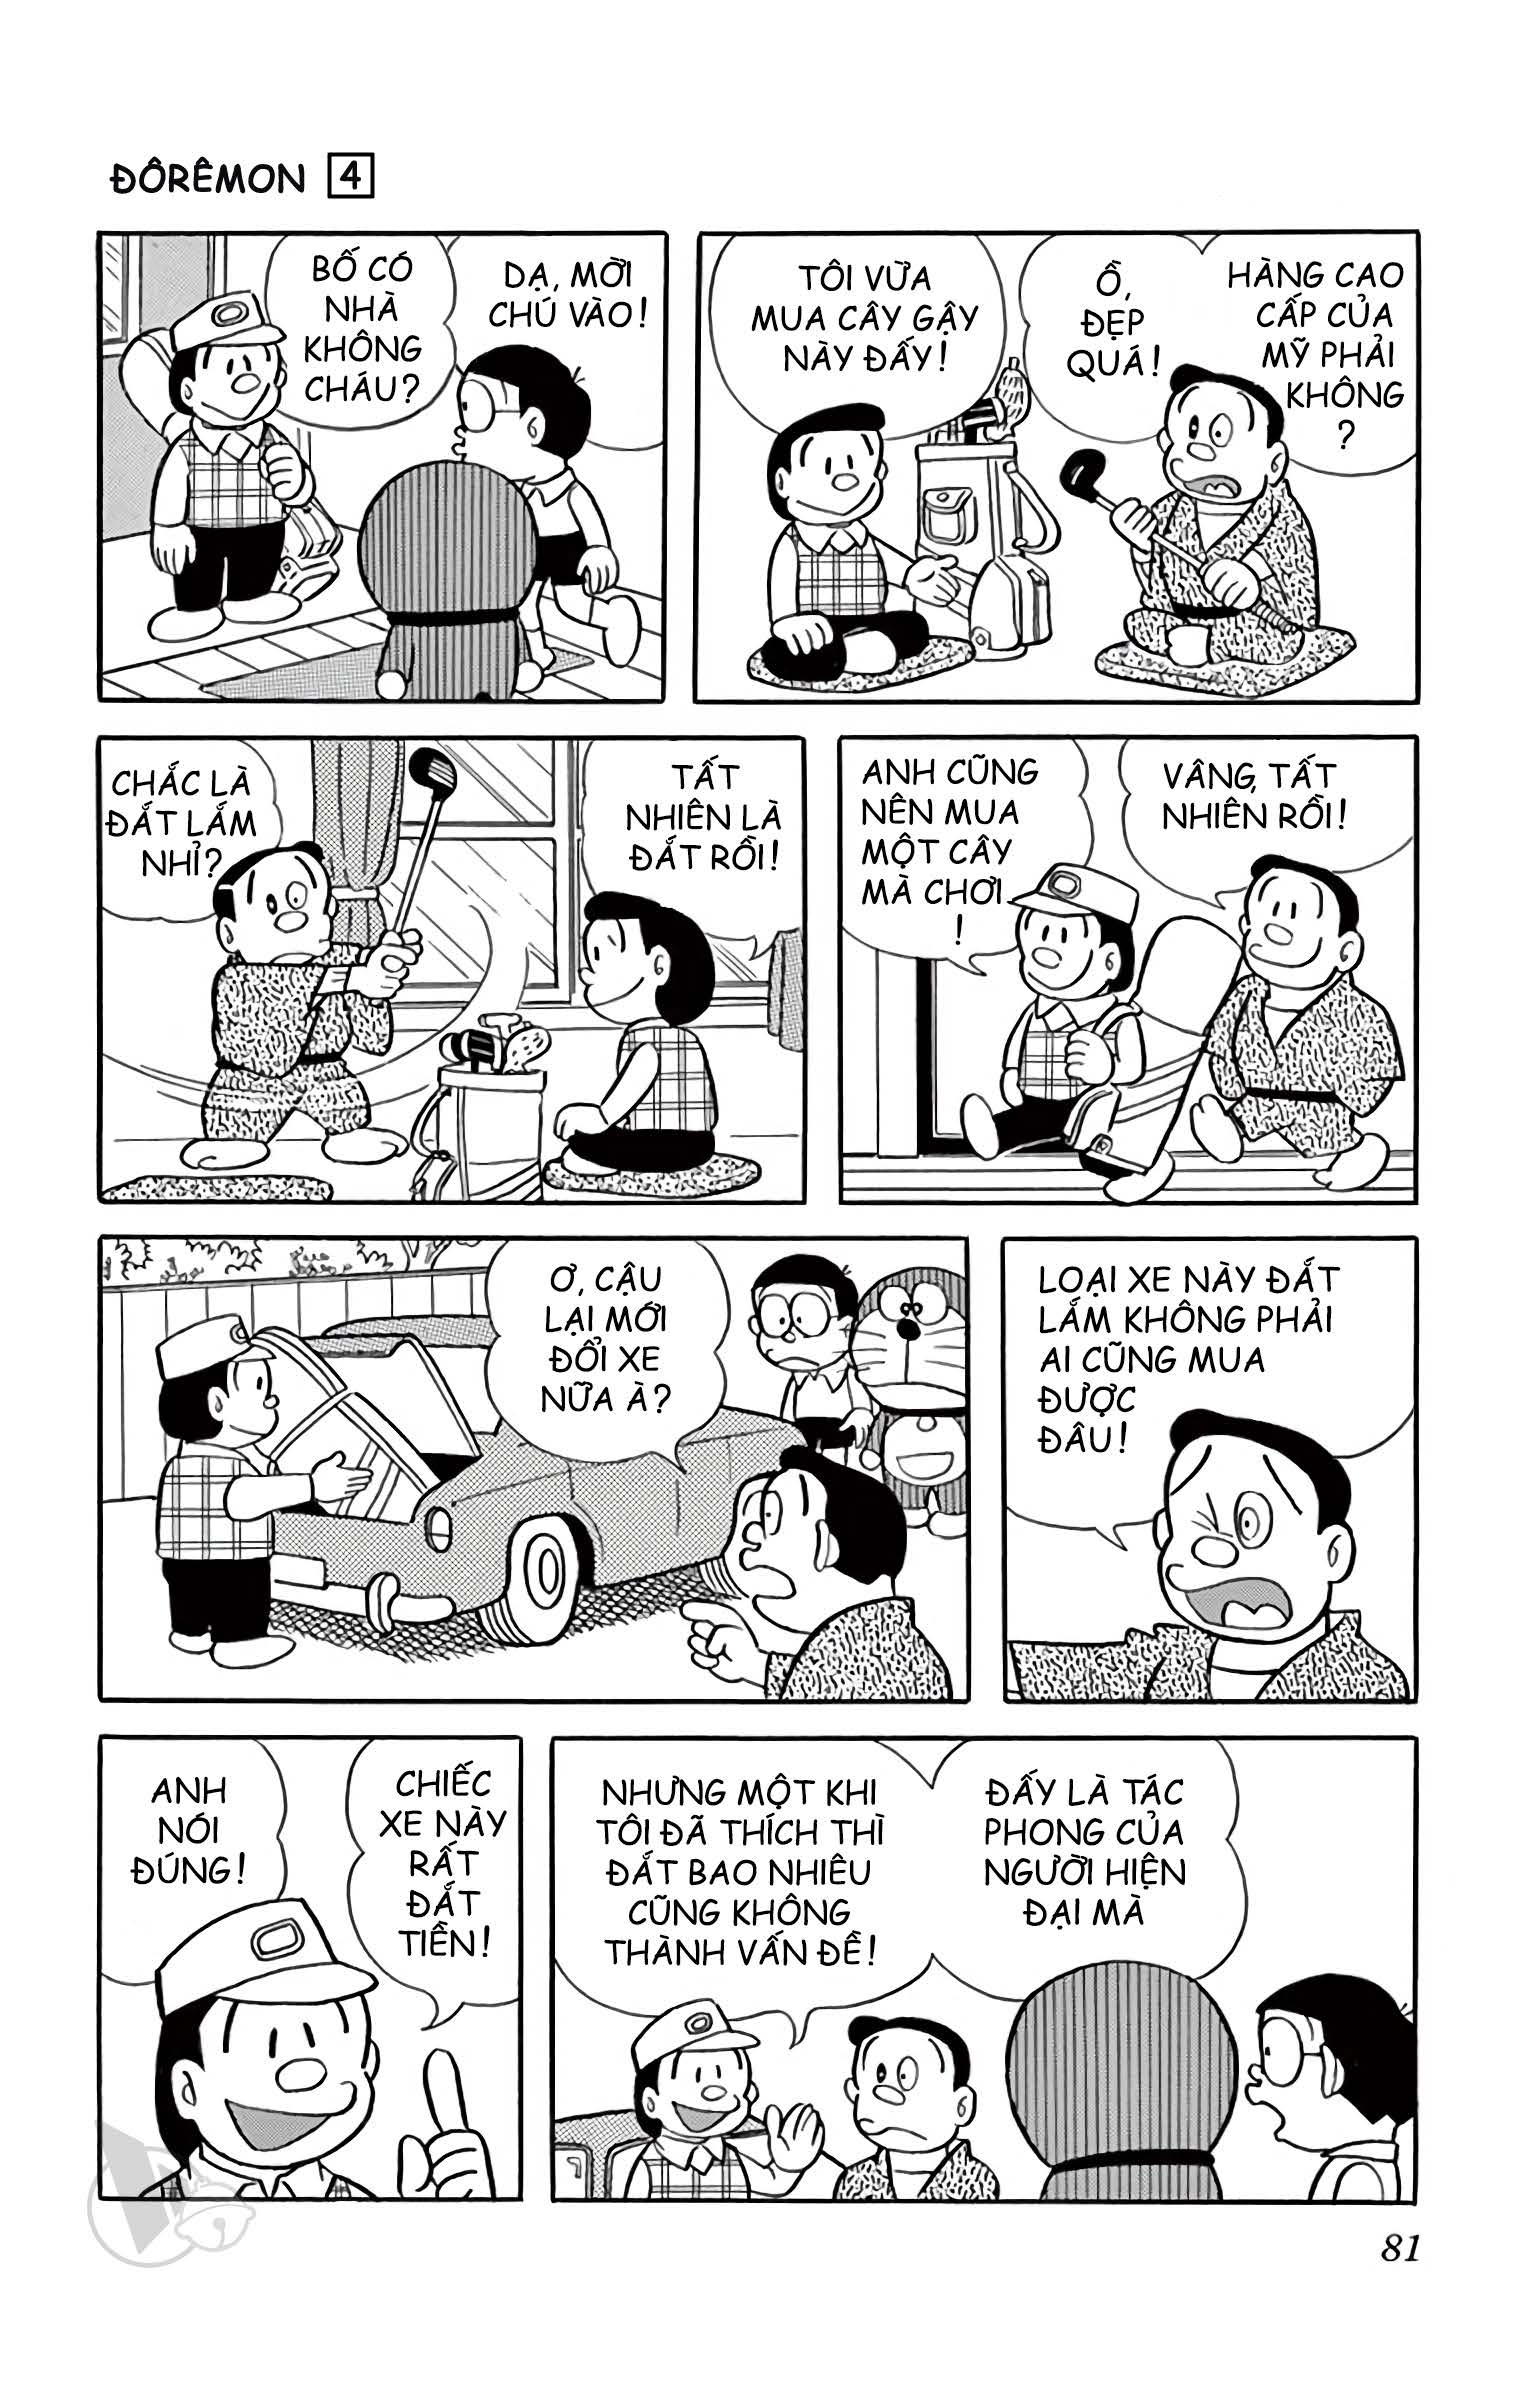 ĐÔRÊMON 4
BỐ CÓ
NHÀ
KHÔNG
CHÁU?
DẠ, MỜI
CHÚ VÀO!
TÔI VỪA
MUA CÂY GẬY
NÀY ĐẤY!
Ồ,
ĐẸP
QUÁ!
HÀNG CAO
CẤP CỦA
MỸ PHẢI
KHÔNG
?
CHẮC LÀ
ĐẮT LẮM
NHỈ?
TẤT
NHIÊN LÀ
ĐẮT RỒI!
ANH CŨNG
NÊN MUA
MỘT CÂY
MÀ CHƠI
!
VÂNG, TẤT
NHIÊN RỒI!
Ơ, CẬU
LẠI MỚI
ĐỔI XE
NỮA À?
LOẠI XE NÀY ĐẮT
LẮM KHÔNG PHẢI
AI CŨNG MUA
ĐƯỢC
ĐÂU!
ANH
NÓI
ĐÚNG!
CHIẾC
XE NÀY
RẤT
ĐẮT
TIỀN!
NHƯNG MỘT KHI
TÔI ĐÃ THÍCH THÌ
ĐẮT BAO NHIÊU
CŨNG KHÔNG
THÀNH VẤN ĐỀ!
ĐẤY LÀ TÁC
PHONG CỦA
NGƯỜI HIỆN
ĐẠI MÀ
81